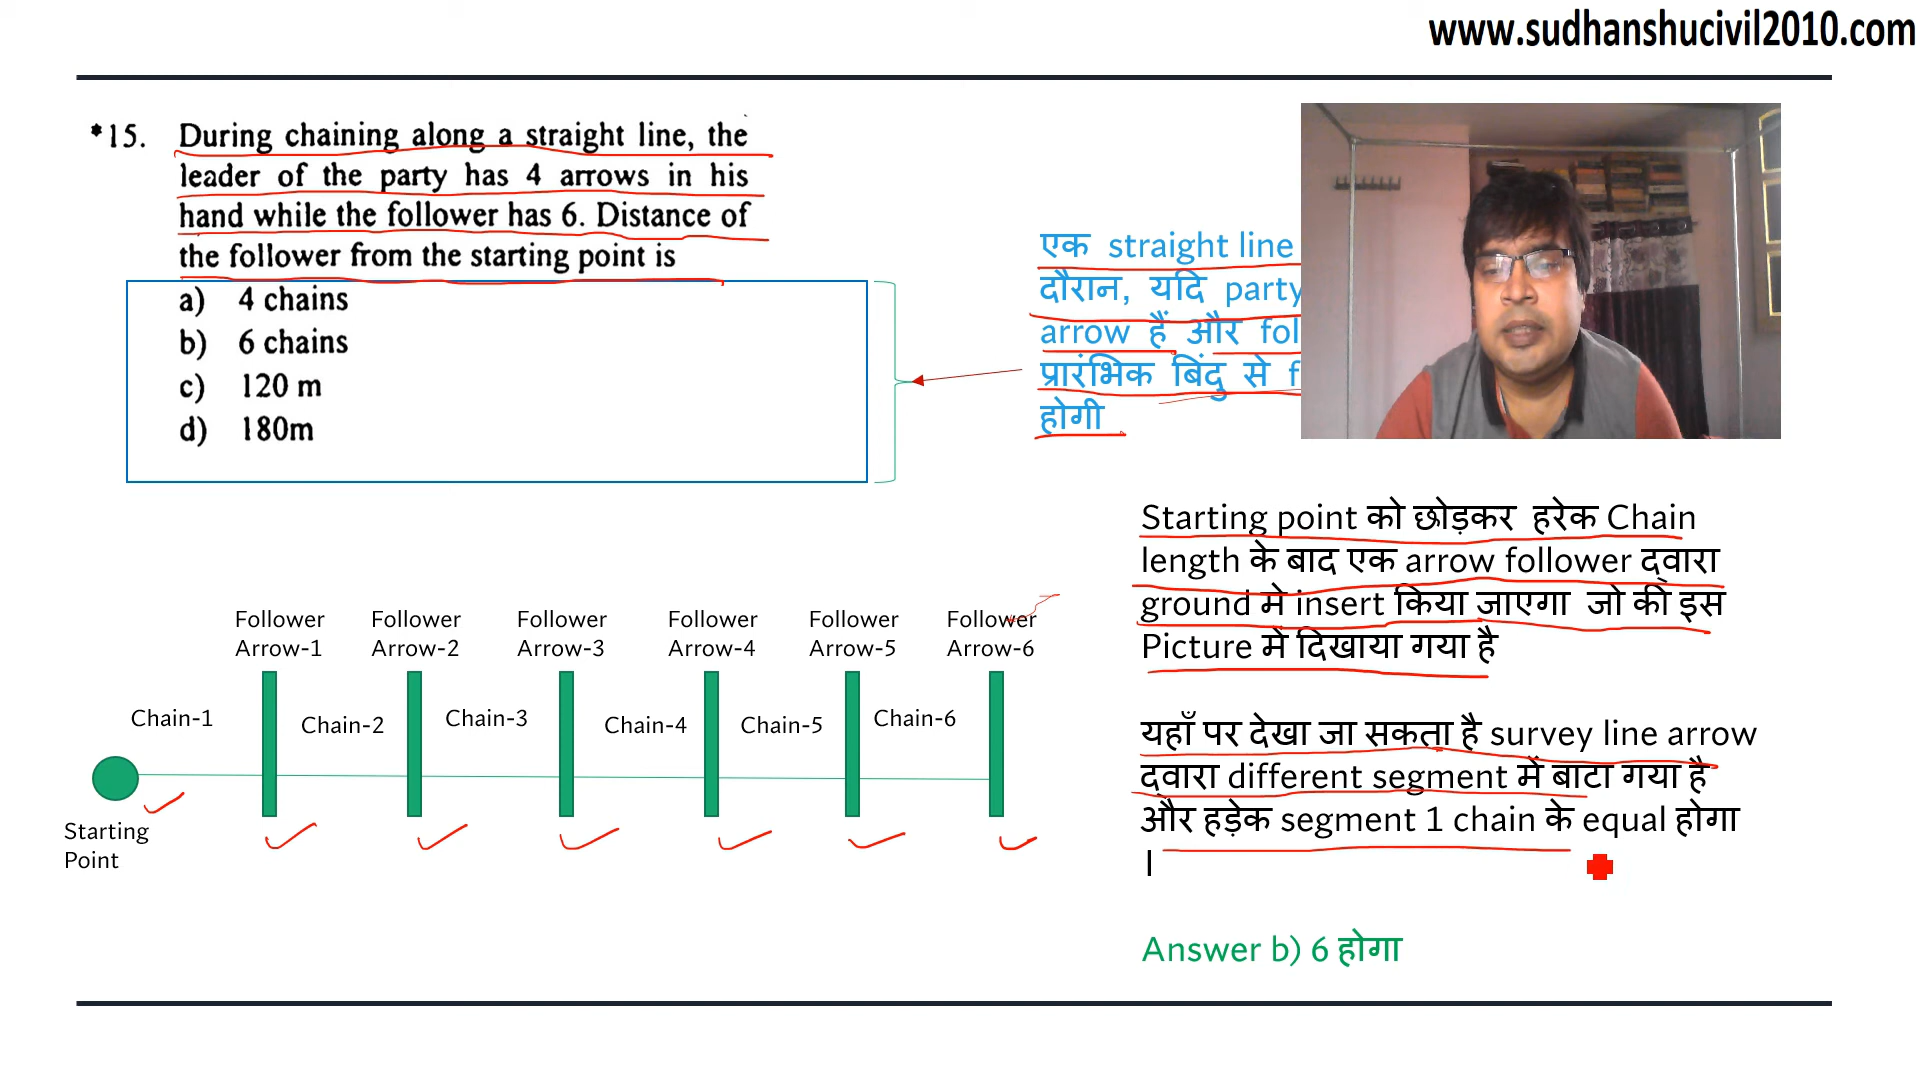 www.sudhanshucivil2010.com
*15. During chaining along a straight line, the
leader of the party has 4 arrows in his
hand while the follower has 6. Distance of
the follower from the starting point is
a) 4 chains
b) 6 chains
c) 120 m
d) 180m
एक straight line
दौरान, यदि party
arrow हैं और fol
प्रारंभिक बिंदु से f
होगी
Starting point को छोड़कर हरेक Chain
length के बाद एक arrow follower द्वारा
ground मे insert किया जाएगा जो की इस
Picture में दिखाया गया है
यहाँ पर देखा जा सकता है survey line arrow
द्वारा different segment में बाटा गया है
और हड़ेक segment 1 chain के equal होगा
|
Answer b) 6 होगा
Follower Arrow-1
Follower Arrow-2
Follower Arrow-3
Follower Arrow-4
Follower Arrow-5
Follower Arrow-6
Chain-1
Chain-2
Chain-3
Chain-4
Chain-5
Chain-6
Starting
Point